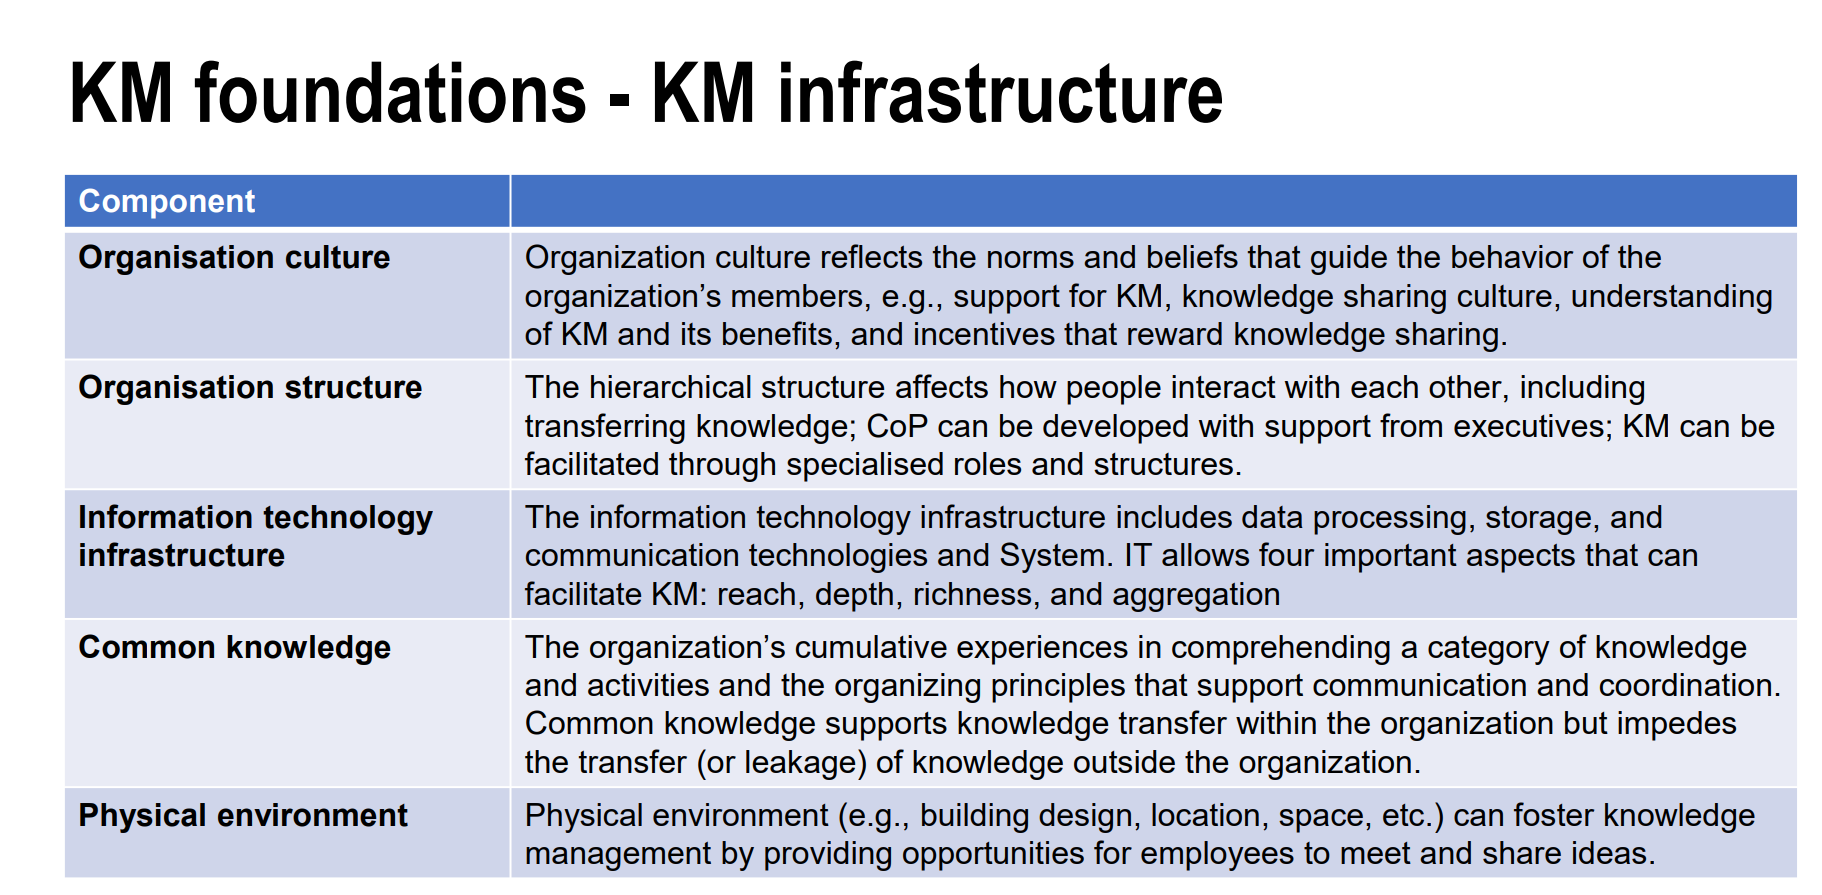 KM foundations - KM infrastructure
Component
Organisation culture
Organization culture reflects the norms and beliefs that guide the behavior of the
organization’s members, e.g., support for KM, knowledge sharing culture, understanding
of KM and its benefits, and incentives that reward knowledge sharing.
Organisation structure
The hierarchical structure affects how people interact with each other, including
transferring knowledge; CoP can be developed with support from executives; KM can be
facilitated through specialised roles and structures.
Information technology
infrastructure
The information technology infrastructure includes data processing, storage, and
communication technologies and System. IT allows four important aspects that can
facilitate KM: reach, depth, richness, and aggregation
Common knowledge
The organization’s cumulative experiences in comprehending a category of knowledge
and activities and the organizing principles that support communication and coordination.
Common knowledge supports knowledge transfer within the organization but impedes
the transfer (or leakage) of knowledge outside the organization.
Physical environment
Physical environment (e.g., building design, location, space, etc.) can foster knowledge
management by providing opportunities for employees to meet and share ideas.